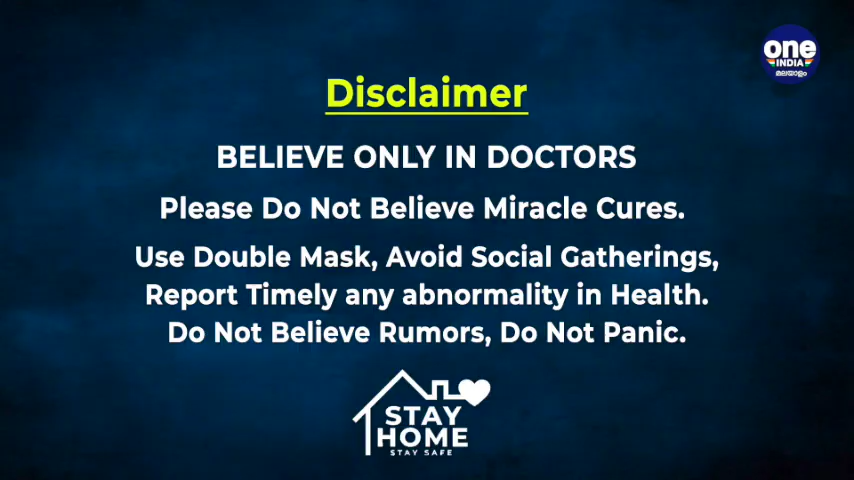 one
INDIA
മലയാളം
Disclaimer
BELIEVE ONLY IN DOCTORS
Please Do Not Believe Miracle Cures.
Use Double Mask, Avoid Social Gatherings,
Report Timely any abnormality in Health.
Do Not Believe Rumors, Do Not Panic.
STAY
HOME
STAY SAFE